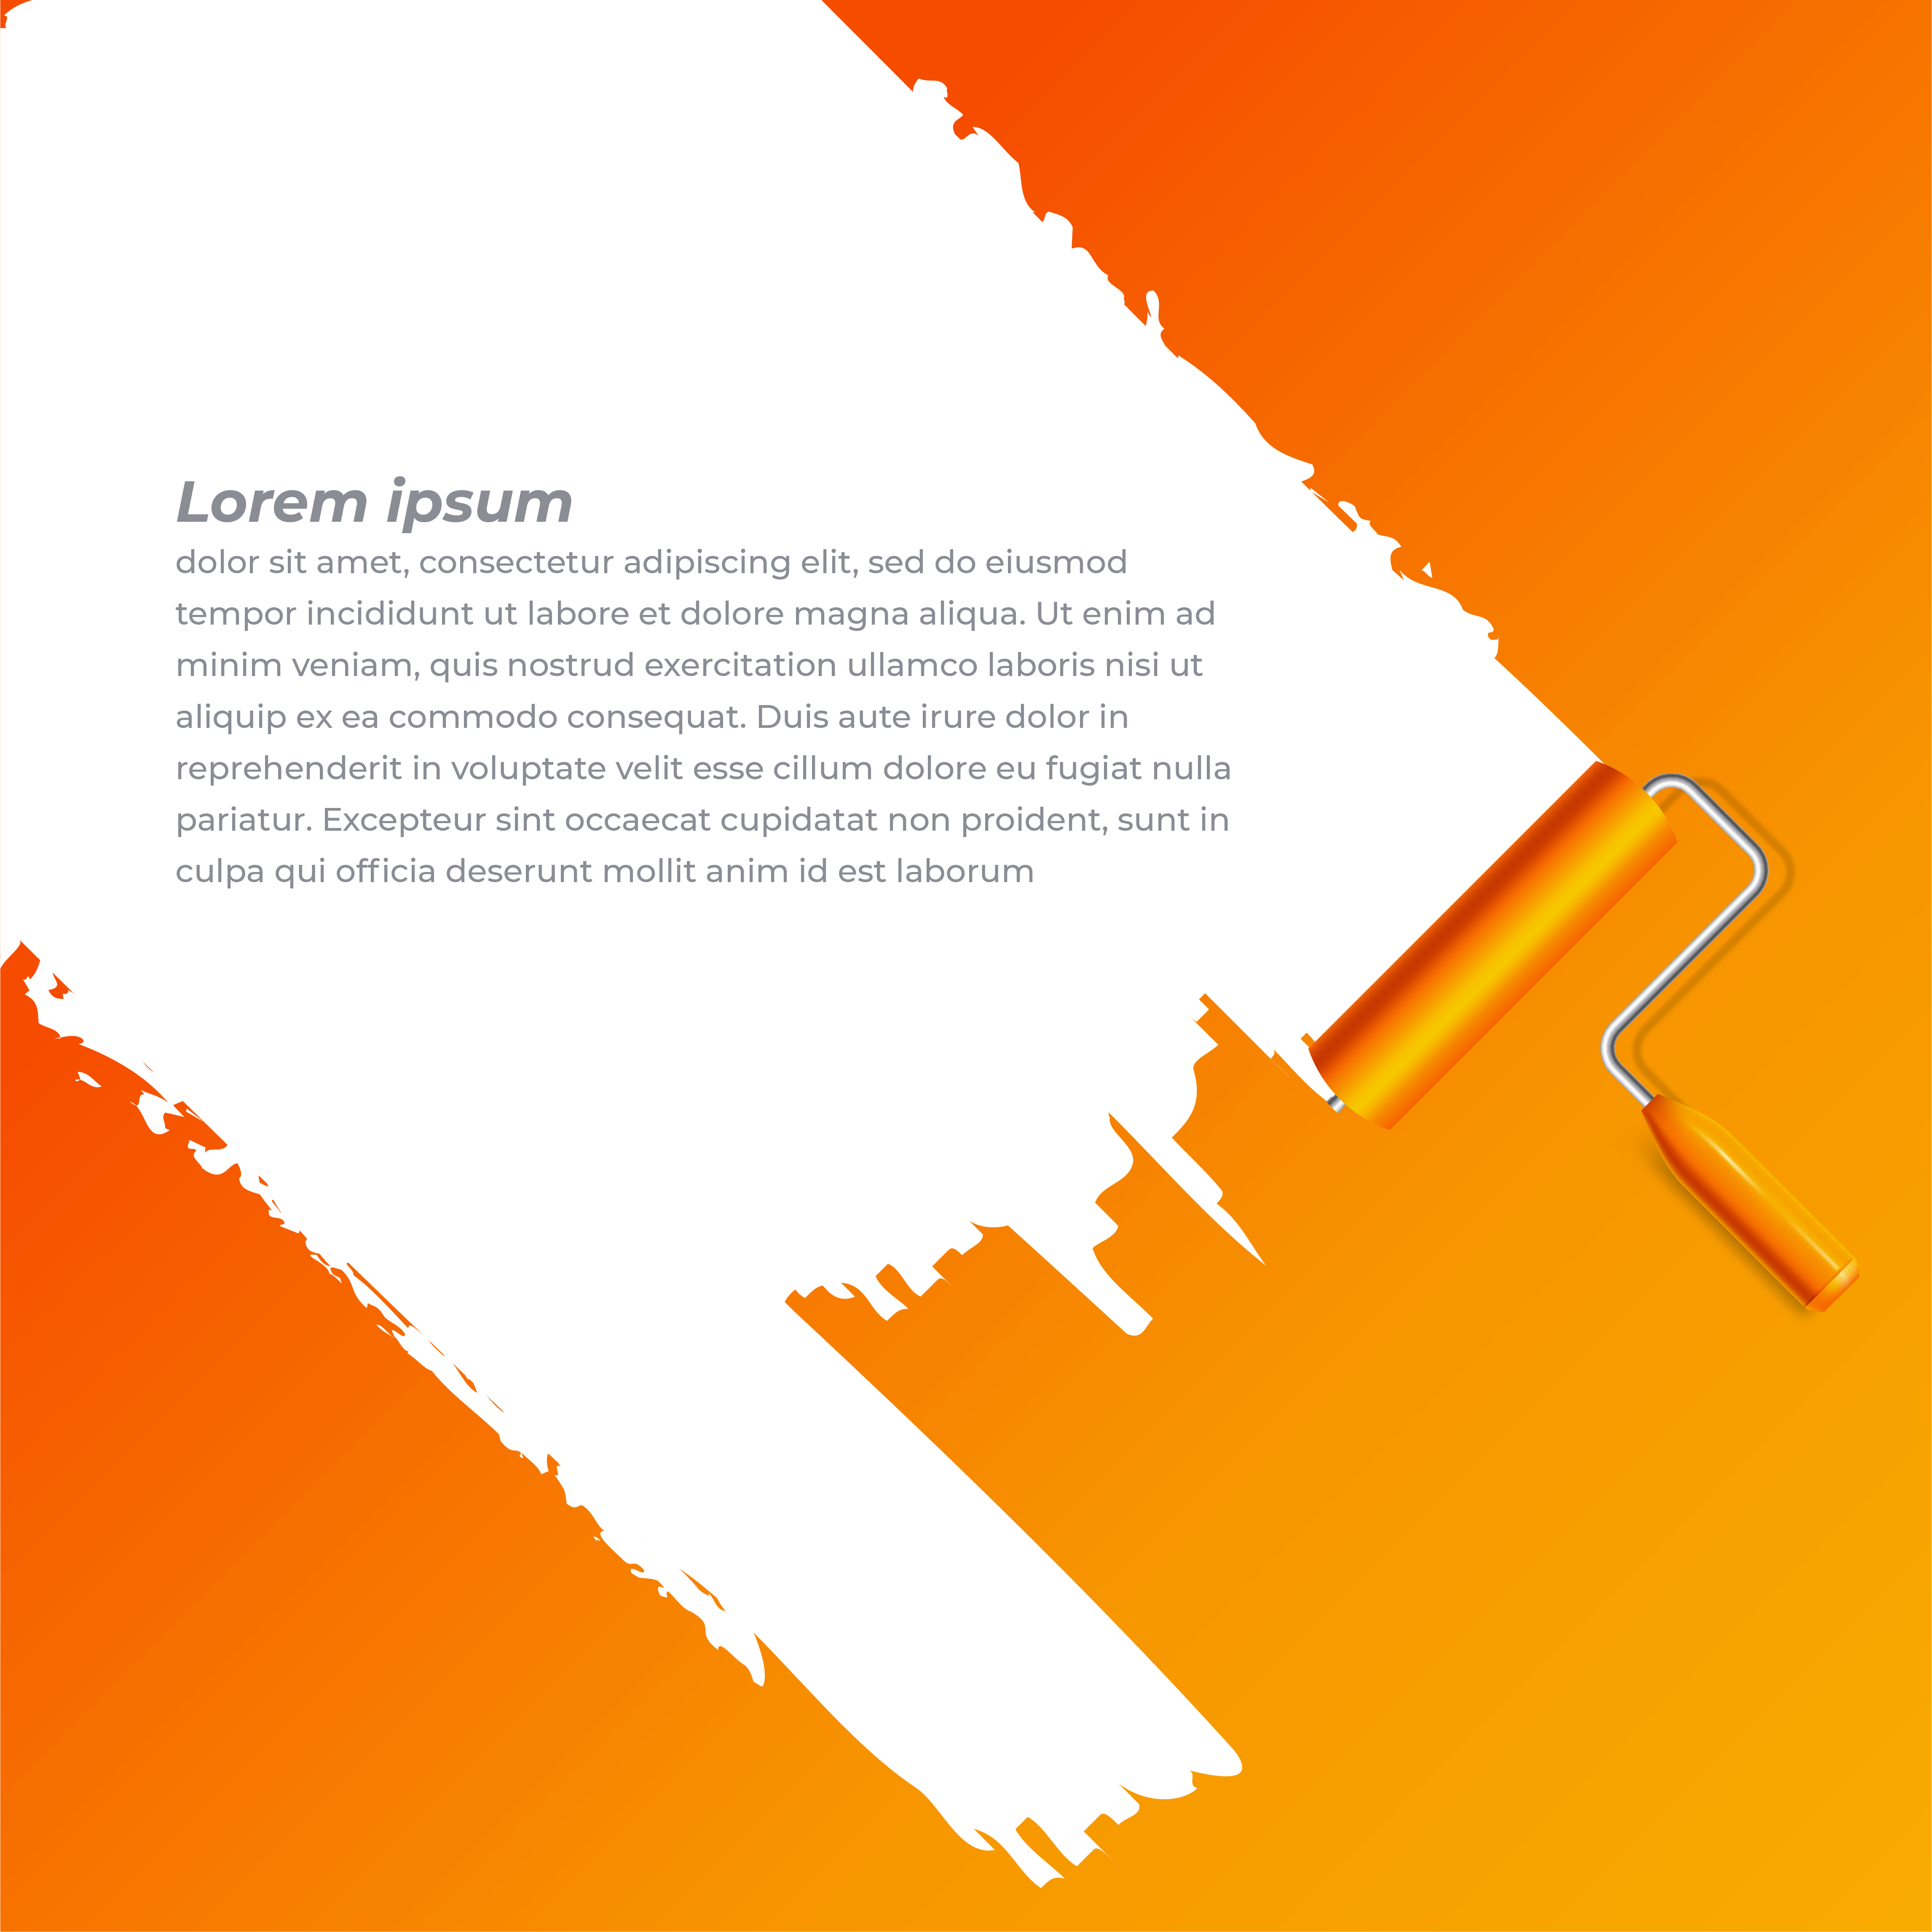 Lorem ipsum
dolor sit amet, consectetur adipiscing elit, sed do eiusmod
tempor incididunt ut labore et dolore magna aliqua. Ut enim ad
minim veniam, quis nostrud exercitation ullamco laboris nisi ut
aliquip ex ea commodo consequat. Duis aute irure dolor in
reprehenderit in voluptate velit esse cillum dolore eu fugiat nulla
pariatur. Excepteur sint occaecat cupidatat non proident, sunt in
culpa qui officia deserunt mollit anim id est laborum